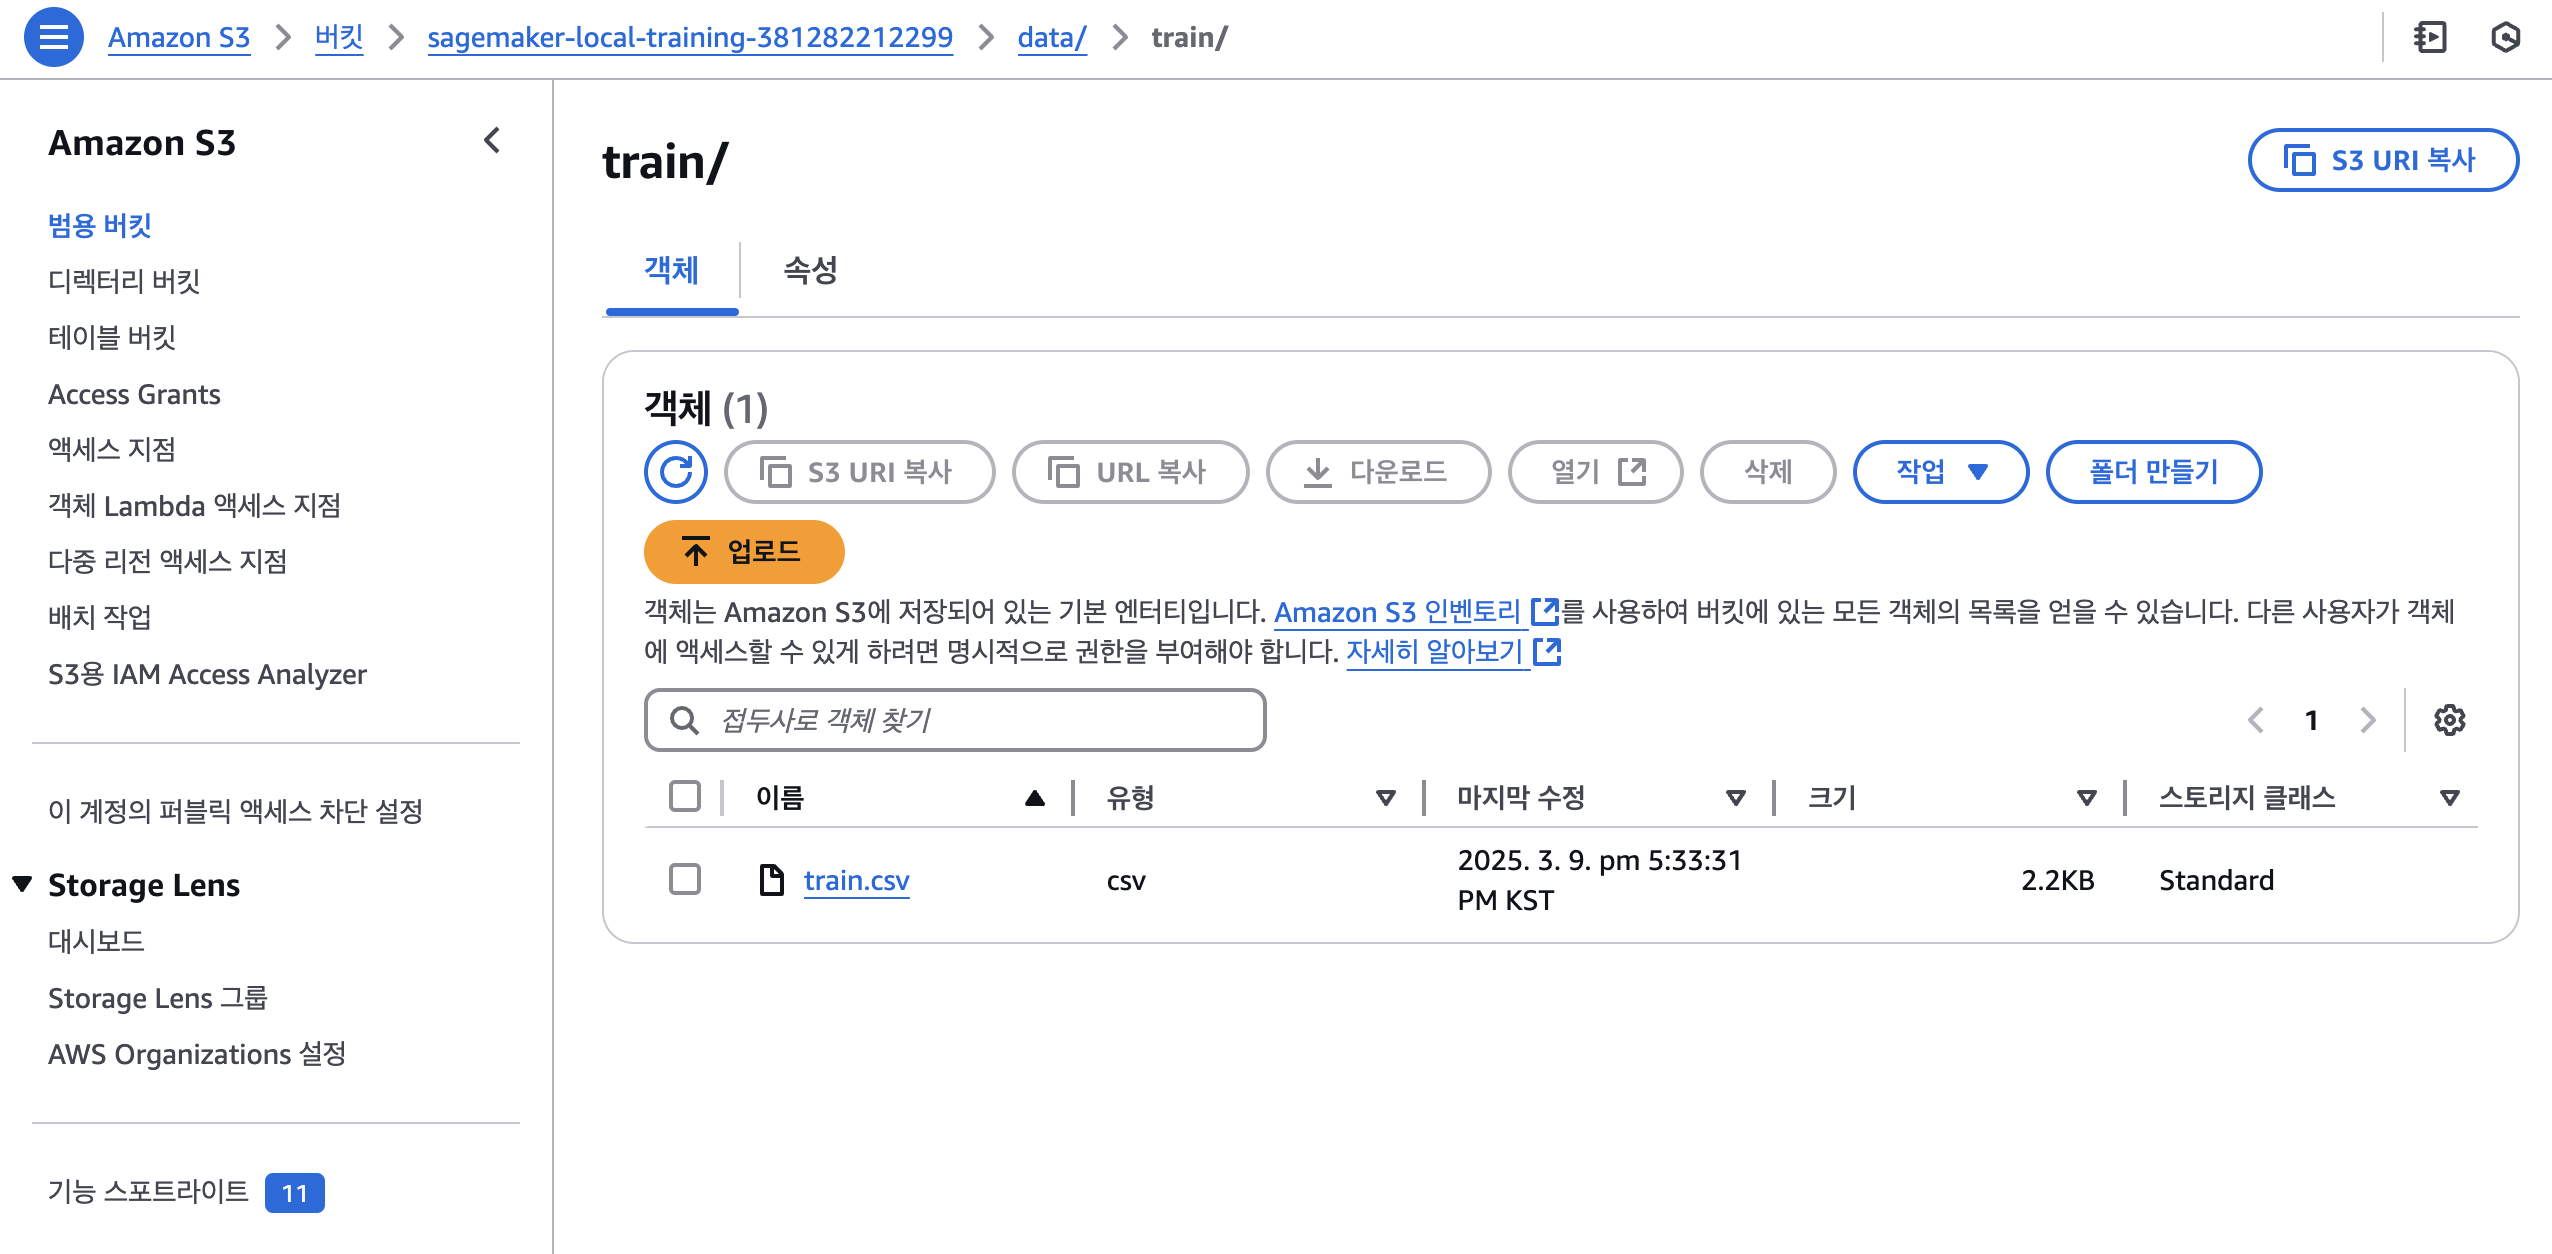 Amazon S3 버킷 sagemaker-local-training-381282212299 data/ train/
Amazon S3
범용 버킷
디렉터리 버킷
테이블 버킷
Access Grants
액세스 지점
객체 Lambda 액세스 지점
다중 리전 액세스 지점
배치 작업
S3용 IAM Access Analyzer
이 계정의 퍼블릭 액세스 차단 설정
Storage Lens
대시보드
Storage Lens 그룹
AWS Organizations 설정
기능 스포트라이트 11
train/
S3 URI 복사
객체 속성
객체 (1)
S3 URI 복사 URL 복사 다운로드 열기 삭제 작업 폴더 만들기
업로드
객체는 Amazon S3에 저장되어 있는 기본 엔터티입니다. Amazon S3 인벤토리 를 사용하여 버킷에 있는 모든 객체의 목록을 얻을 수 있습니다. 다른 사용자가 객체
에 액세스할 수 있게 하려면 명시적으로 권한을 부여해야 합니다. 자세히 알아보기
접두사로 객체 찾기
1
이름 유형 마지막 수정 크기 스토리지 클래스
train.csv csv 2025. 3. 9. pm 5:33:31 2.2KB Standard
PM KST